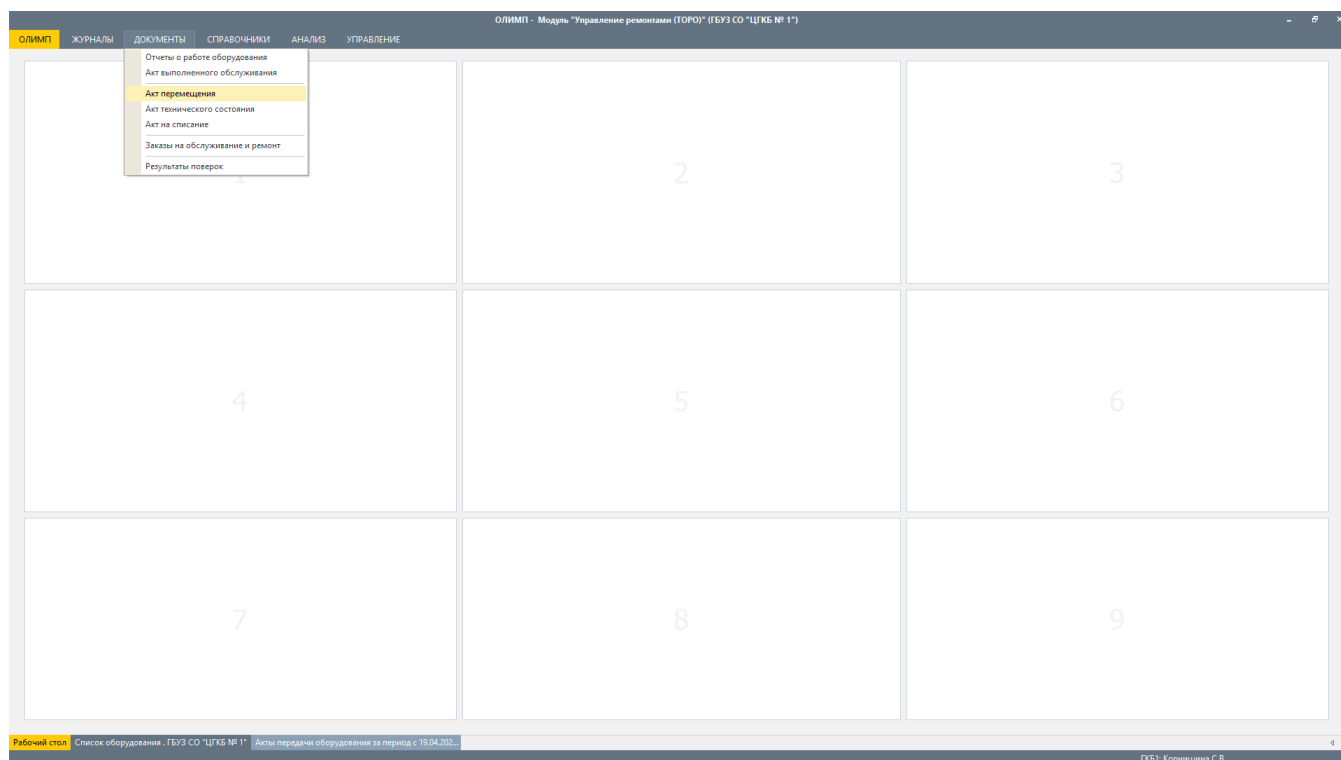 ОЛИМП - Модуль "Управление ремонтами (ТОРО)" (ГБУЗ СО "ЦГКБ № 1")
ОЛИМП ЖУРНАЛЫ ДОКУМЕНТЫ СПРАВОЧНИКИ АНАЛИЗ УПРАВЛЕНИЕ
Отчеты о работе оборудования
Акт выполненного обслуживания
Акт перемещения
Акт технического состояния
Акт на списание
Заказы на обслуживание и ремонт
Результаты поверок
1 2 3
4 5 6
7 8 9
Рабочий стол Список оборудования . ГБУЗ СО "ЦГКБ № 1" Акты передачи оборудования за период с 19.04.202...
ГКБ1: Корнищина С.В.